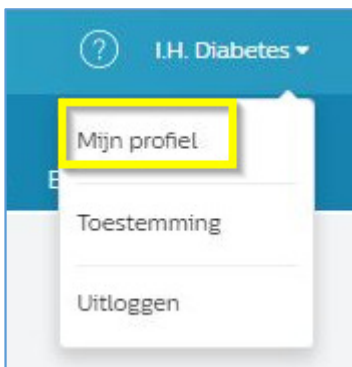 ? I.H. Diabetes
Mijn profiel
E
Toestemming
Uitloggen